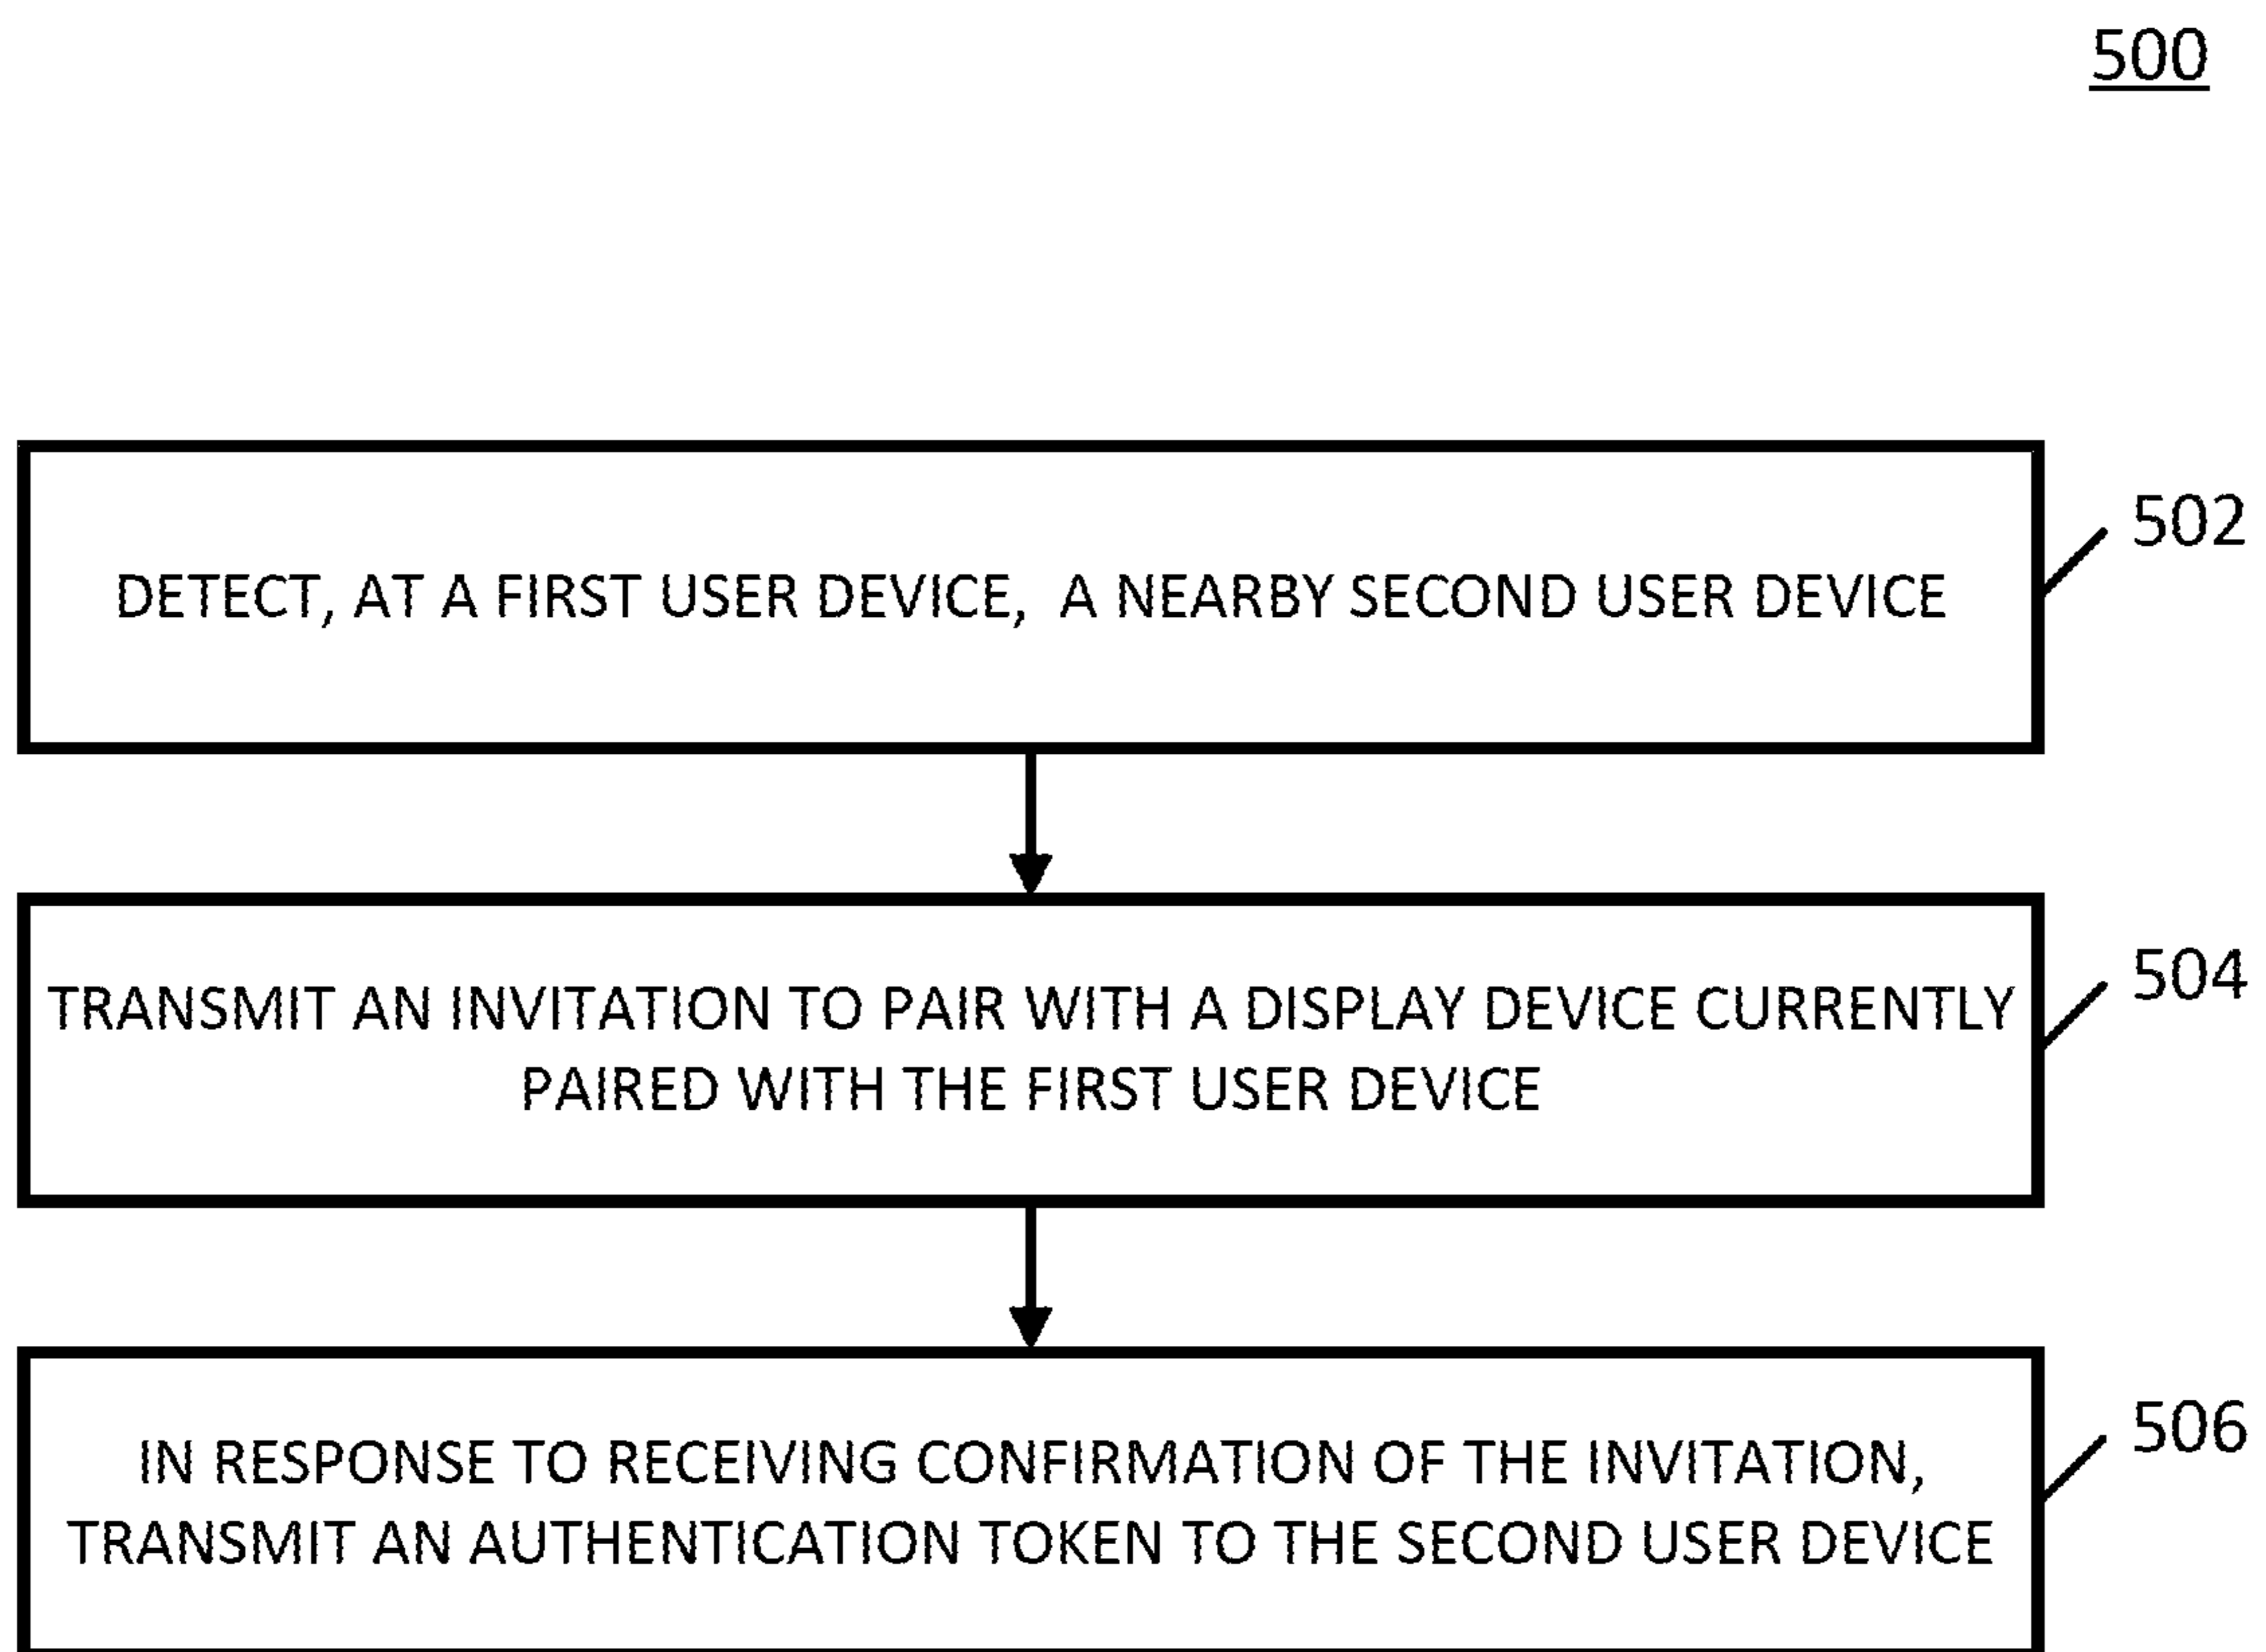 500
DETECT, AT A FIRST USER DEVICE, A NEARBY SECOND USER DEVICE
502
TRANSMIT AN INVITATION TO PAIR WITH A DISPLAY DEVICE CURRENTLY
PAIRED WITH THE FIRST USER DEVICE
504
IN RESPONSE TO RECEIVING CONFIRMATION OF THE INVITATION,
TRANSMIT AN AUTHENTICATION TOKEN TO THE SECOND USER DEVICE
506